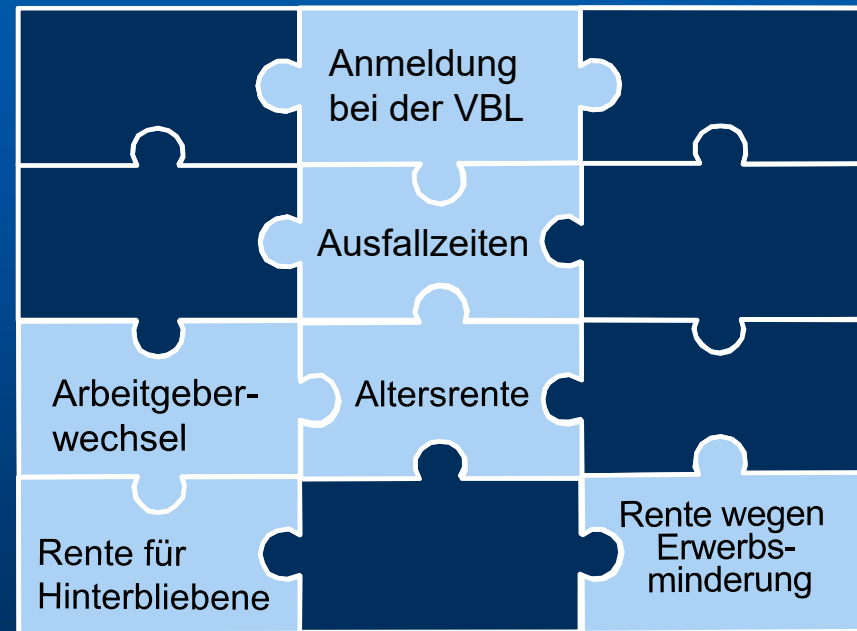 Anmeldung
bei der VBL
Ausfallzeiten
Arbeitgeber-
wechsel
Altersrente
Rente für
Hinterbliebene
Rente wegen
Erwerbs-
minderung